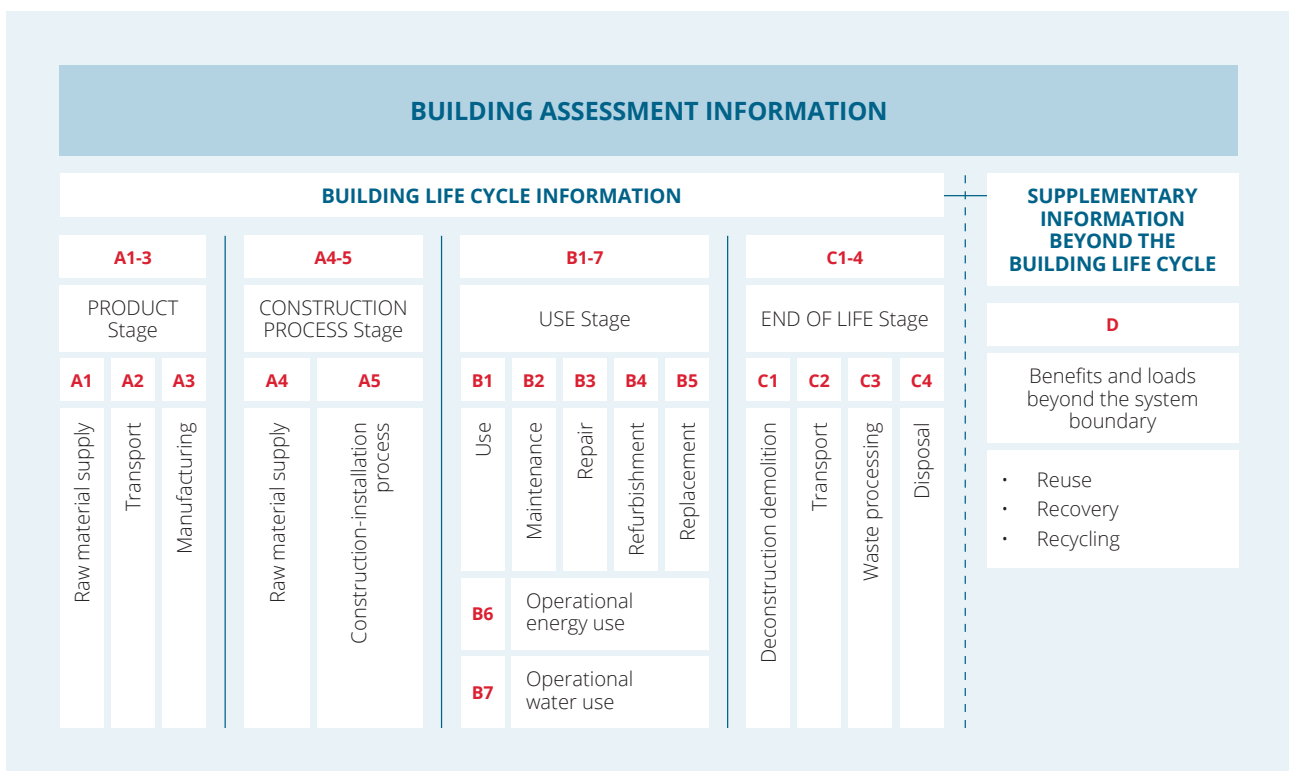 BUILDING ASSESSMENT INFORMATION
BUILDING LIFE CYCLE INFORMATION
A1-3
PRODUCT
Stage
A1
A2
A3
Raw material supply
Transport
Manufacturing
A4-5
CONSTRUCTION
PROCESS Stage
A4
A5
Raw material supply
Construction-installation
process
B1-7
USE Stage
B1
B2
B3
B4
B5
Use
Maintenance
Repair
Refurbishment
Replacement
B6
Operational
energy use
B7
Operational
water use
C1-4
END OF LIFE Stage
C1
C2
C3
C4
Deconstruction demolition
Transport
Waste processing
Disposal
SUPPLEMENTARY
INFORMATION
BEYOND THE
BUILDING LIFE CYCLE
D
Benefits and loads
beyond the system
boundary
• Reuse
• Recovery
• Recycling